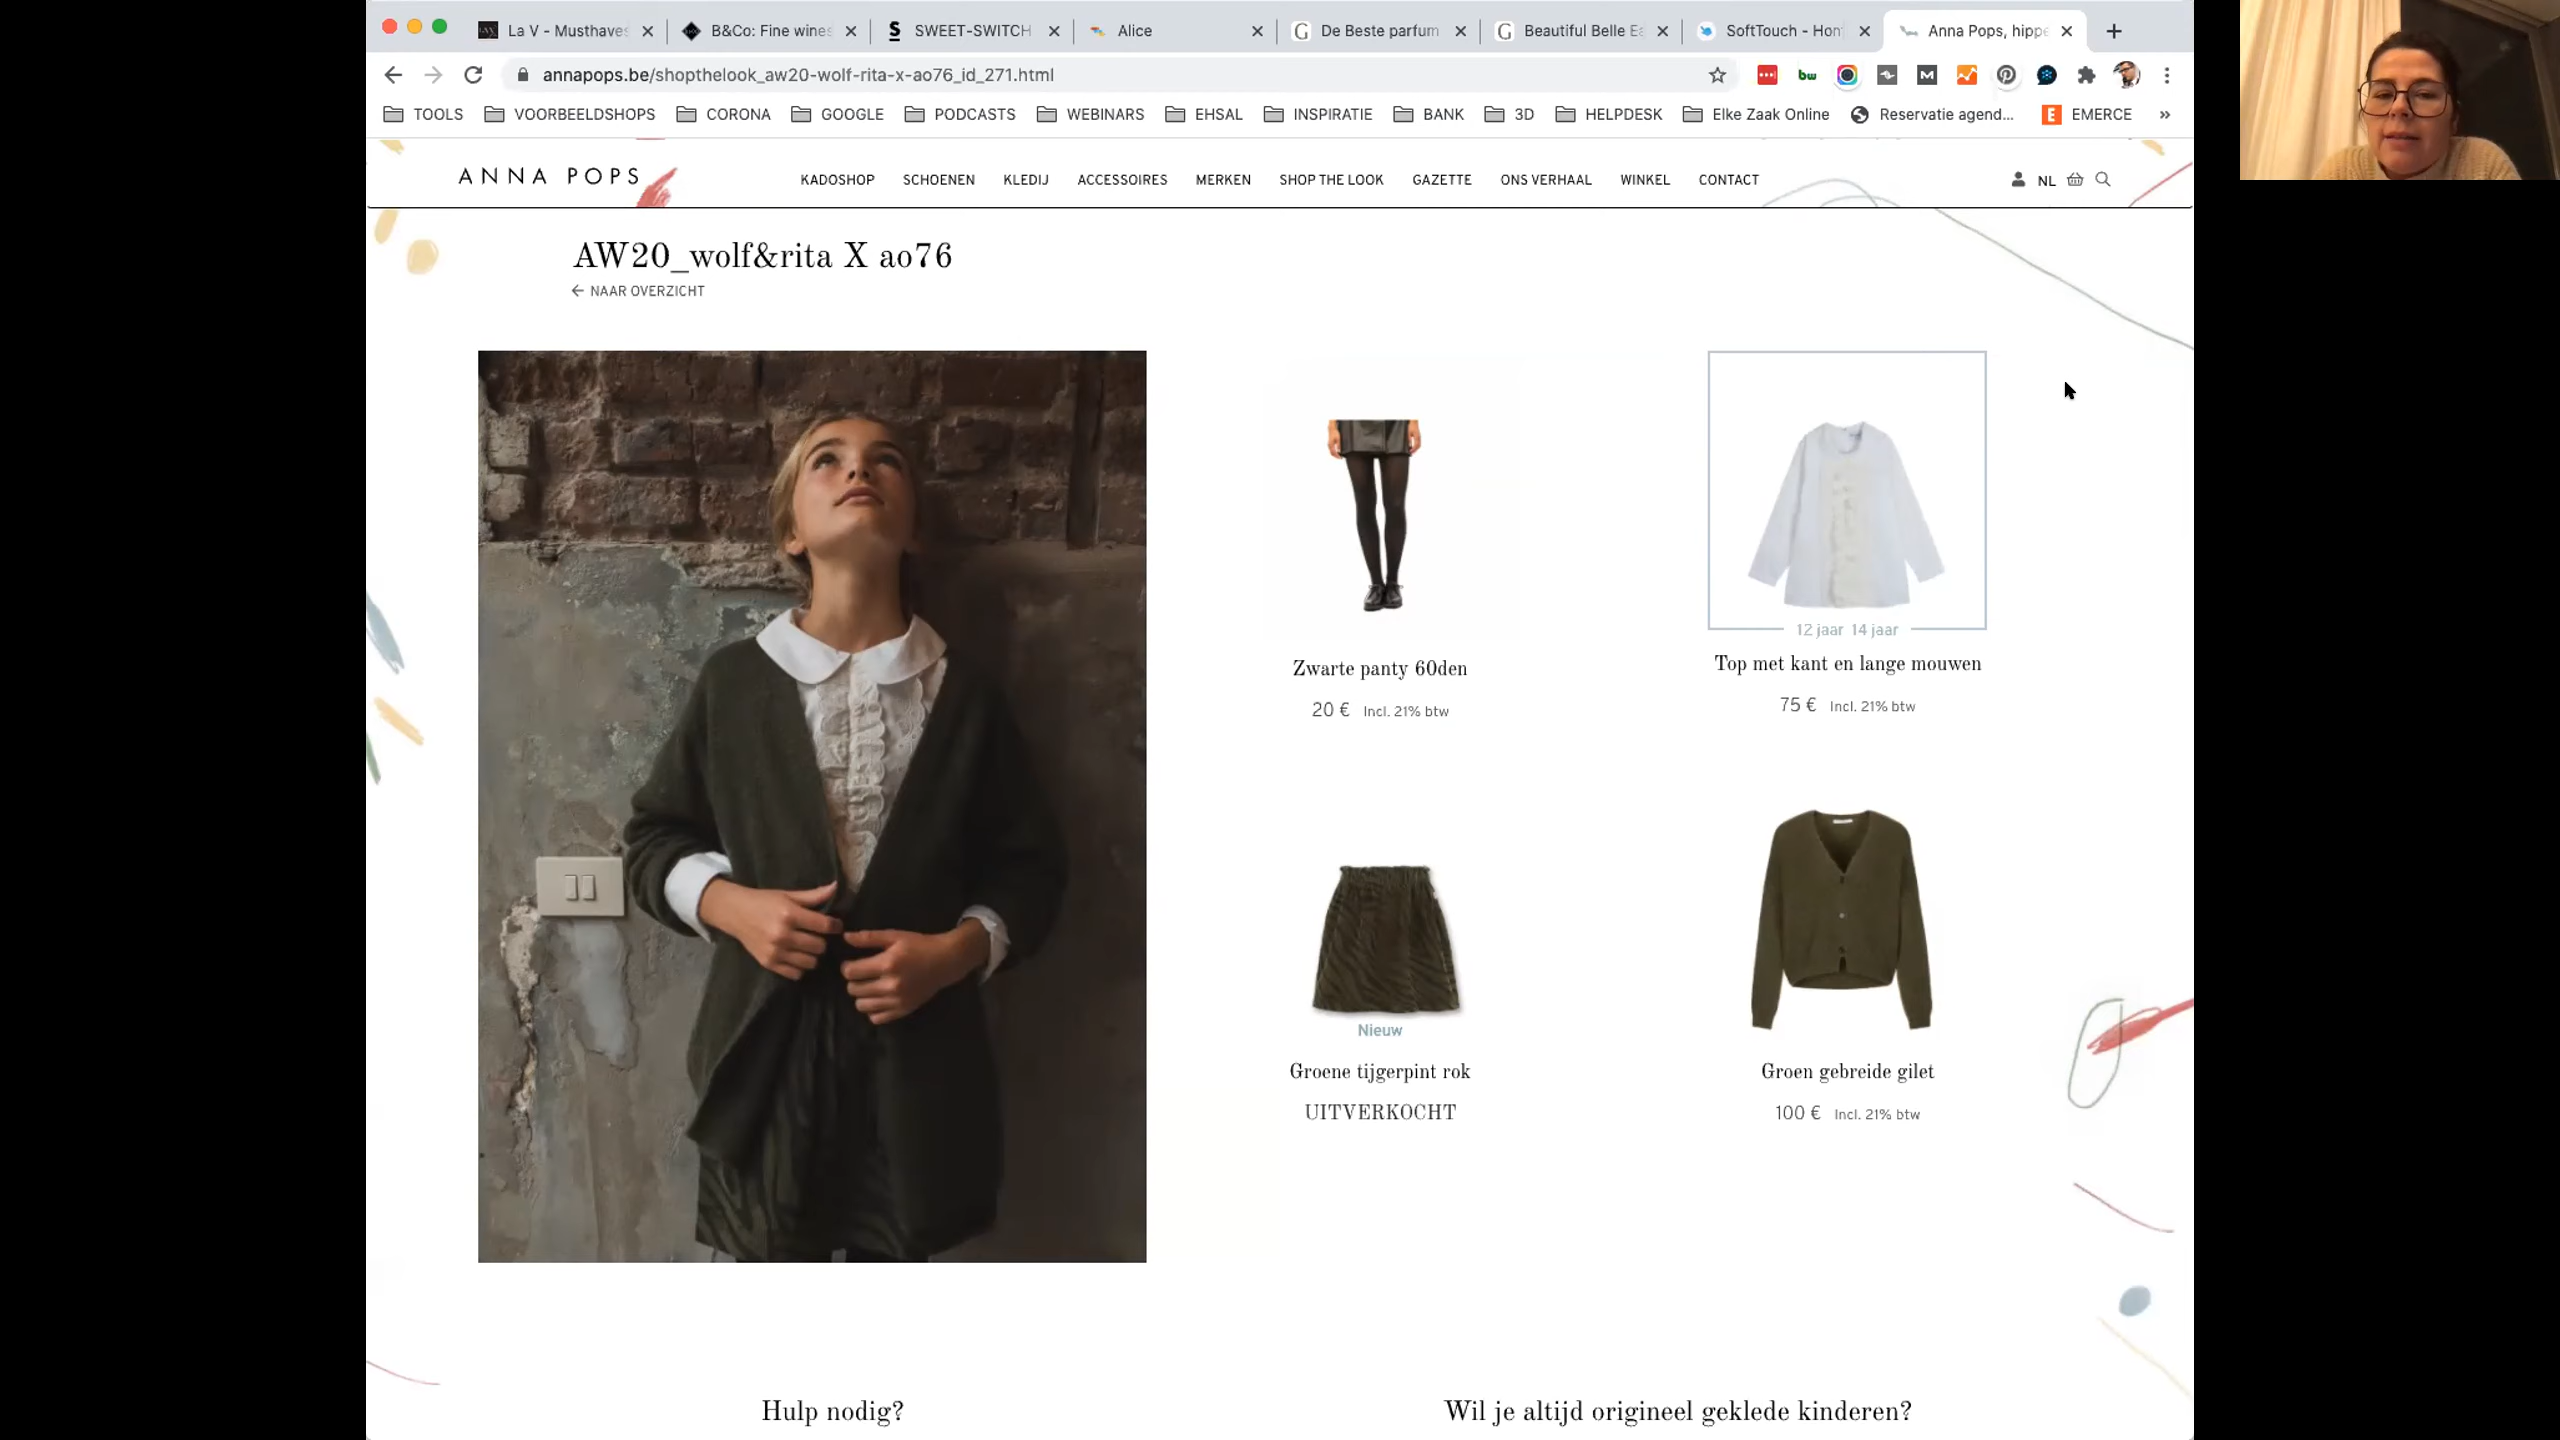 La V - Musthaves
B&Co: Fine wines
SWEET-SWITCH
Alice
De Beste parfum
Beautiful Belle Ea
SoftTouch - Hom
Anna Pops, hippe
annapops.be/shopthelook_aw20-wolf-rita-x-ao76_id_271.html
TOOLS
VOORBEELDSHOPS
CORONA
GOOGLE
PODCASTS
WEBINARS
EHSAL
INSPIRATIE
BANK
3D
HELPDESK
Elke Zaak Online
Reservatie agend...
EMERCE
ANNA POPS
KADOSHOP
SCHOENEN
KLEDIJ
ACCESSOIRES
MERKEN
SHOP THE LOOK
GAZETTE
ONS VERHAAL
WINKEL
CONTACT
NL
AW20_wolf&rita X ao76
NAAR OVERZICHT
Zwarte panty 60den
20 € Incl. 21% btw
12 jaar 14 jaar
Top met kant en lange mouwen
75 € Incl. 21% btw
Nieuw
Groene tijgerpint rok
UITVERKOCHT
Groen gebreide gilet
100 € Incl. 21% btw
Hulp nodig?
Wil je altijd origineel geklede kinderen?